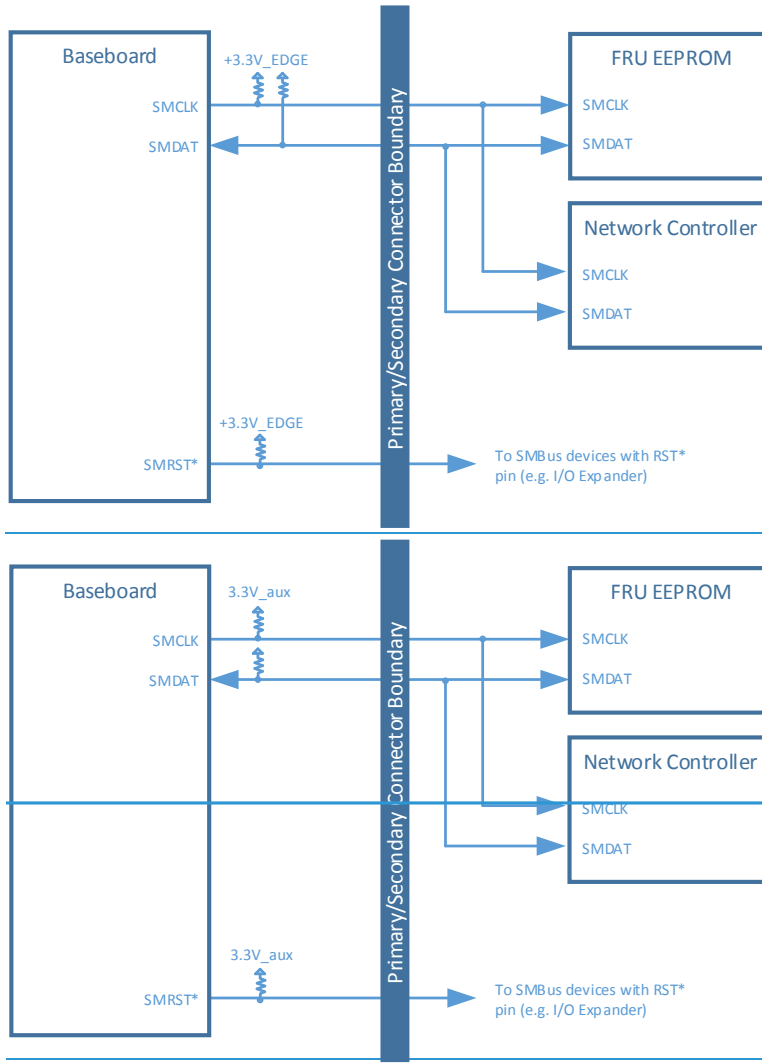 Baseboard
+3.3V_EDGE
FRU EEPROM
SMCLK
SMCLK
SMDAT
SMDAT
Primary/Secondary Connector Boundary
Network Controller
SMCLK
SMDAT
+3.3V_EDGE
SMRST*
To SMBus devices with RST*
pin (e.g. I/O Expander)
Baseboard
3.3V_aux
FRU EEPROM
SMCLK
SMCLK
SMDAT
SMDAT
Primary/Secondary Connector Boundary
Network Controller
SMCLK
SMDAT
3.3V_aux
SMRST*
To SMBus devices with RST*
pin (e.g. I/O Expander)